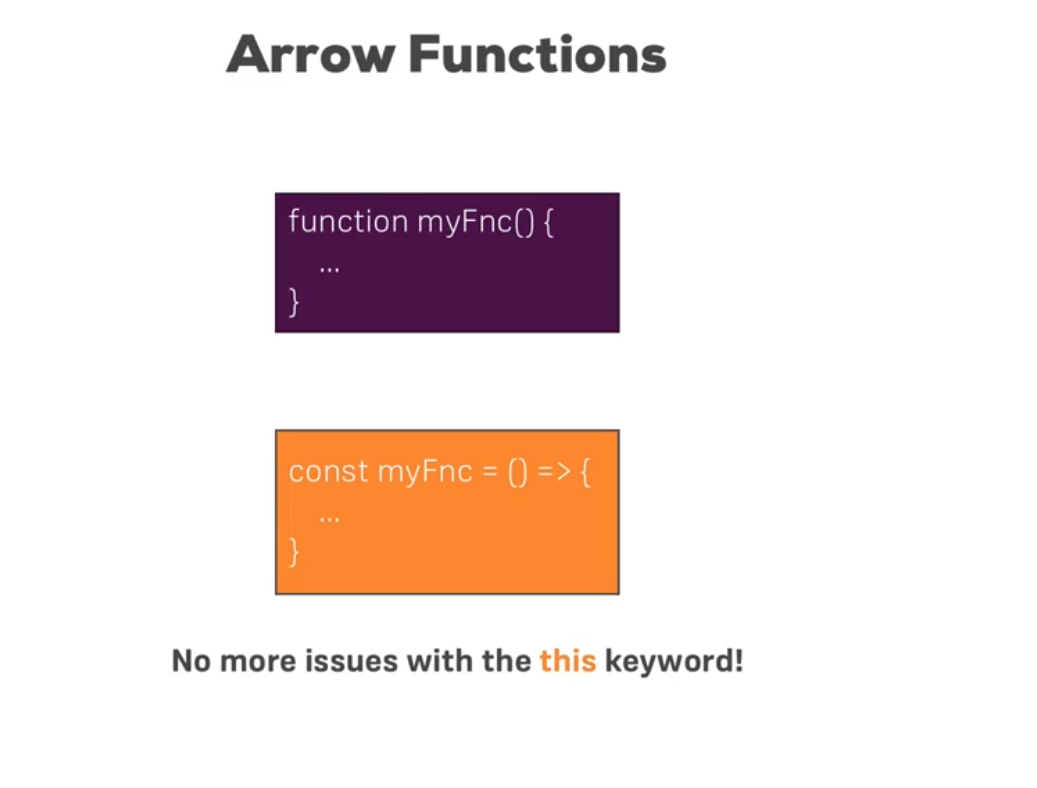 Arrow Functions
function myFnc() {
...
}
const myFnc = () => {
...
}
No more issues with the this keyword!